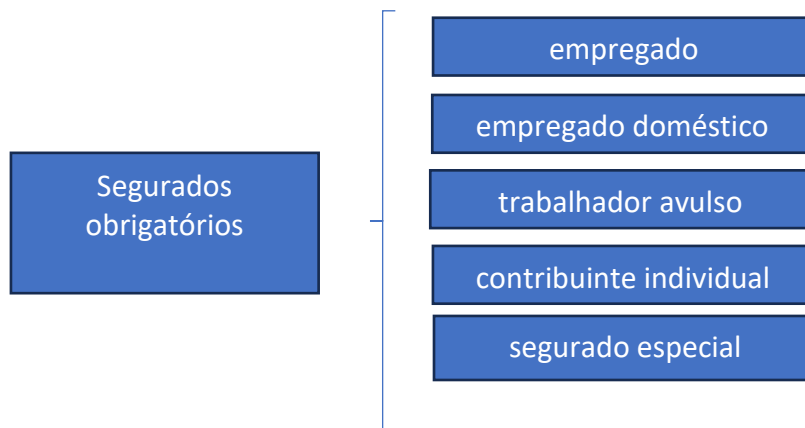 Segurados
obrigatórios
empregado
empregado doméstico
trabalhador avulso
contribuinte individual
segurado especial